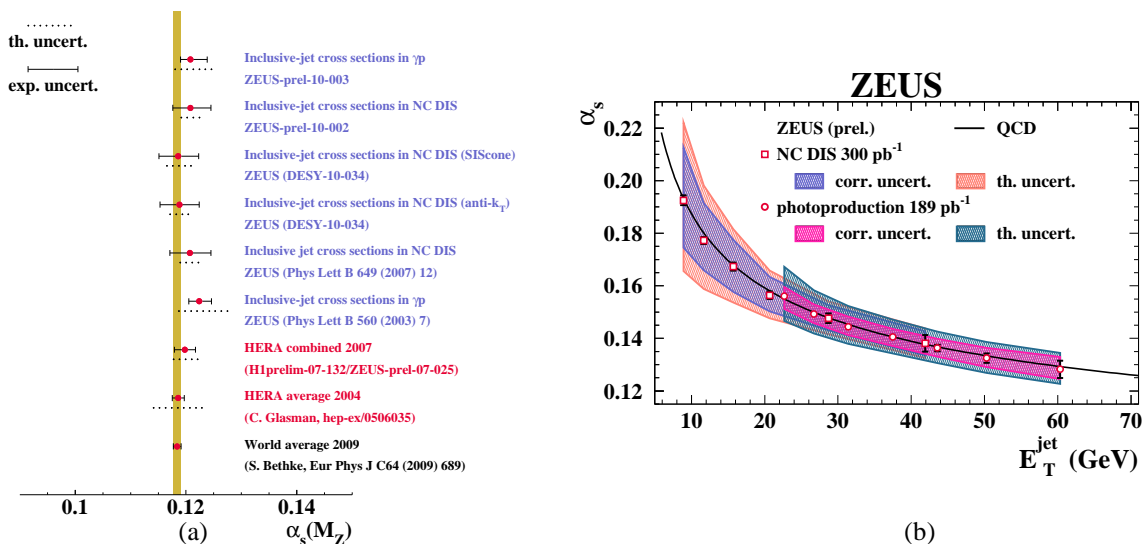 th. uncert.
exp. uncert.
Inclusive-jet cross sections in γp
ZEUS-prel-10-003
Inclusive-jet cross sections in NC DIS
ZEUS-prel-10-002
Inclusive-jet cross sections in NC DIS (SIScone)
ZEUS (DESY-10-034)
Inclusive-jet cross sections in NC DIS (anti-k_T)
ZEUS (DESY-10-034)
Inclusive jet cross sections in NC DIS
ZEUS (Phys Lett B 649 (2007) 12)
Inclusive-jet cross sections in γp
ZEUS (Phys Lett B 560 (2003) 7)
HERA combined 2007
(H1prelim-07-132/ZEUS-prel-07-025)
HERA average 2004
(C. Glasman, hep-ex/0506035)
World average 2009
(S. Bethke, Eur Phys J C64 (2009) 689)
0.1 0.12 0.14
α_s(M_Z)
(a)
ZEUS
α_s
0.22
0.20
0.18
0.16
0.14
0.12
ZEUS (prel.) QCD
NC DIS 300 pb⁻¹
corr. uncert. th. uncert.
photoproduction 189 pb⁻¹
corr. uncert. th. uncert.
10 20 30 40 50 60 70
E_T^jet (GeV)
(b)